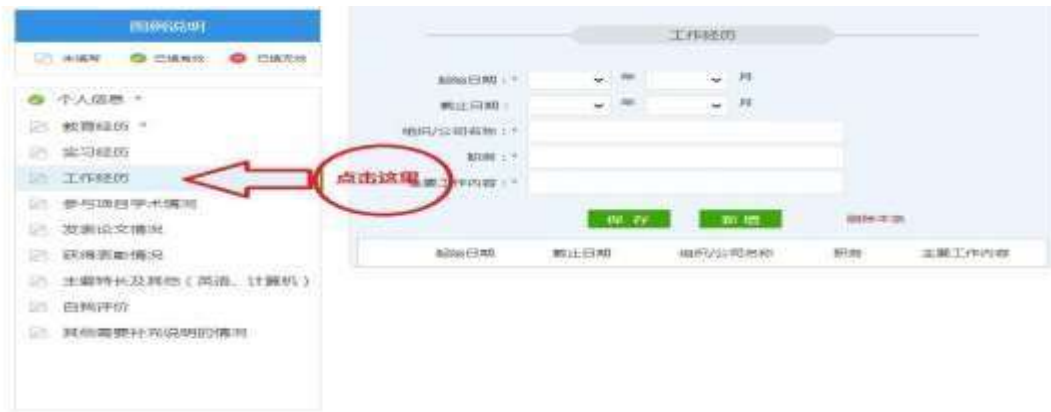 图例说明
未填写 已填有效 已填无效
个人信息 *
教育经历 *
实习经历
工作经历
参与项目学术情况
发表论文情况
获得表彰情况
主要特长及其他（英语、计算机）
自我评价
其他需要补充说明的情况
点击这里
工作经历
起始日期：* 年 月
截止日期： 年 月
组织/公司名称：*
职务：*
主要工作内容：*
保存 新增 删除本条
起始日期 截止日期 组织/公司名称 职务 主要工作内容